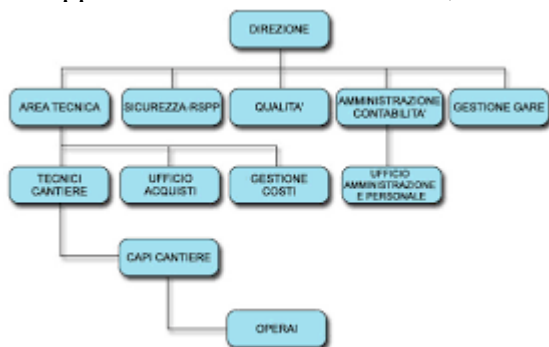 DIREZIONE
AREA TECNICA
SICUREZZA-RSPP
QUALITA'
AMMINISTRAZIONE
CONTABILITA'
GESTIONE GARE
TECNICI
CANTIERE
UFFICIO
ACQUISTI
GESTIONE
COSTI
UFFICIO
AMMINISTRAZIONE
E PERSONALE
CAPI CANTIERE
OPERAI